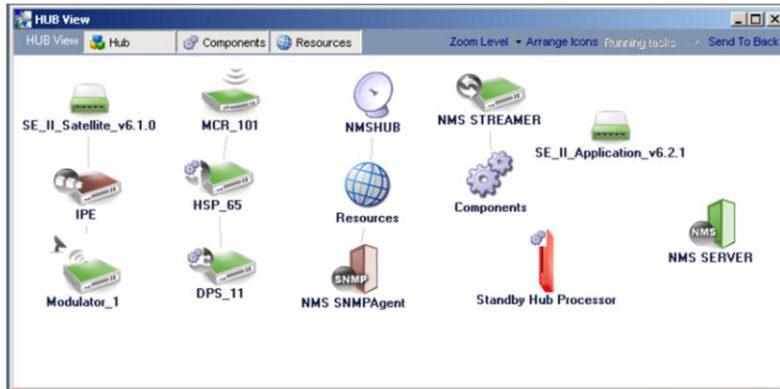 HUB View
HUB View Hub Components Resources Zoom Level Arrange Icons Running tasks Send To Back
SE_II_Satellite_v6.1.0 MCR_101 NMSHUB NMS STREAMER
SE_II_Application_v6.2.1
IPE HSP_65 Resources Components
NMS
NMS SERVER
SNMP
Modulator_1 DPS_11 NMS SNMPAgent Standby Hub Processor